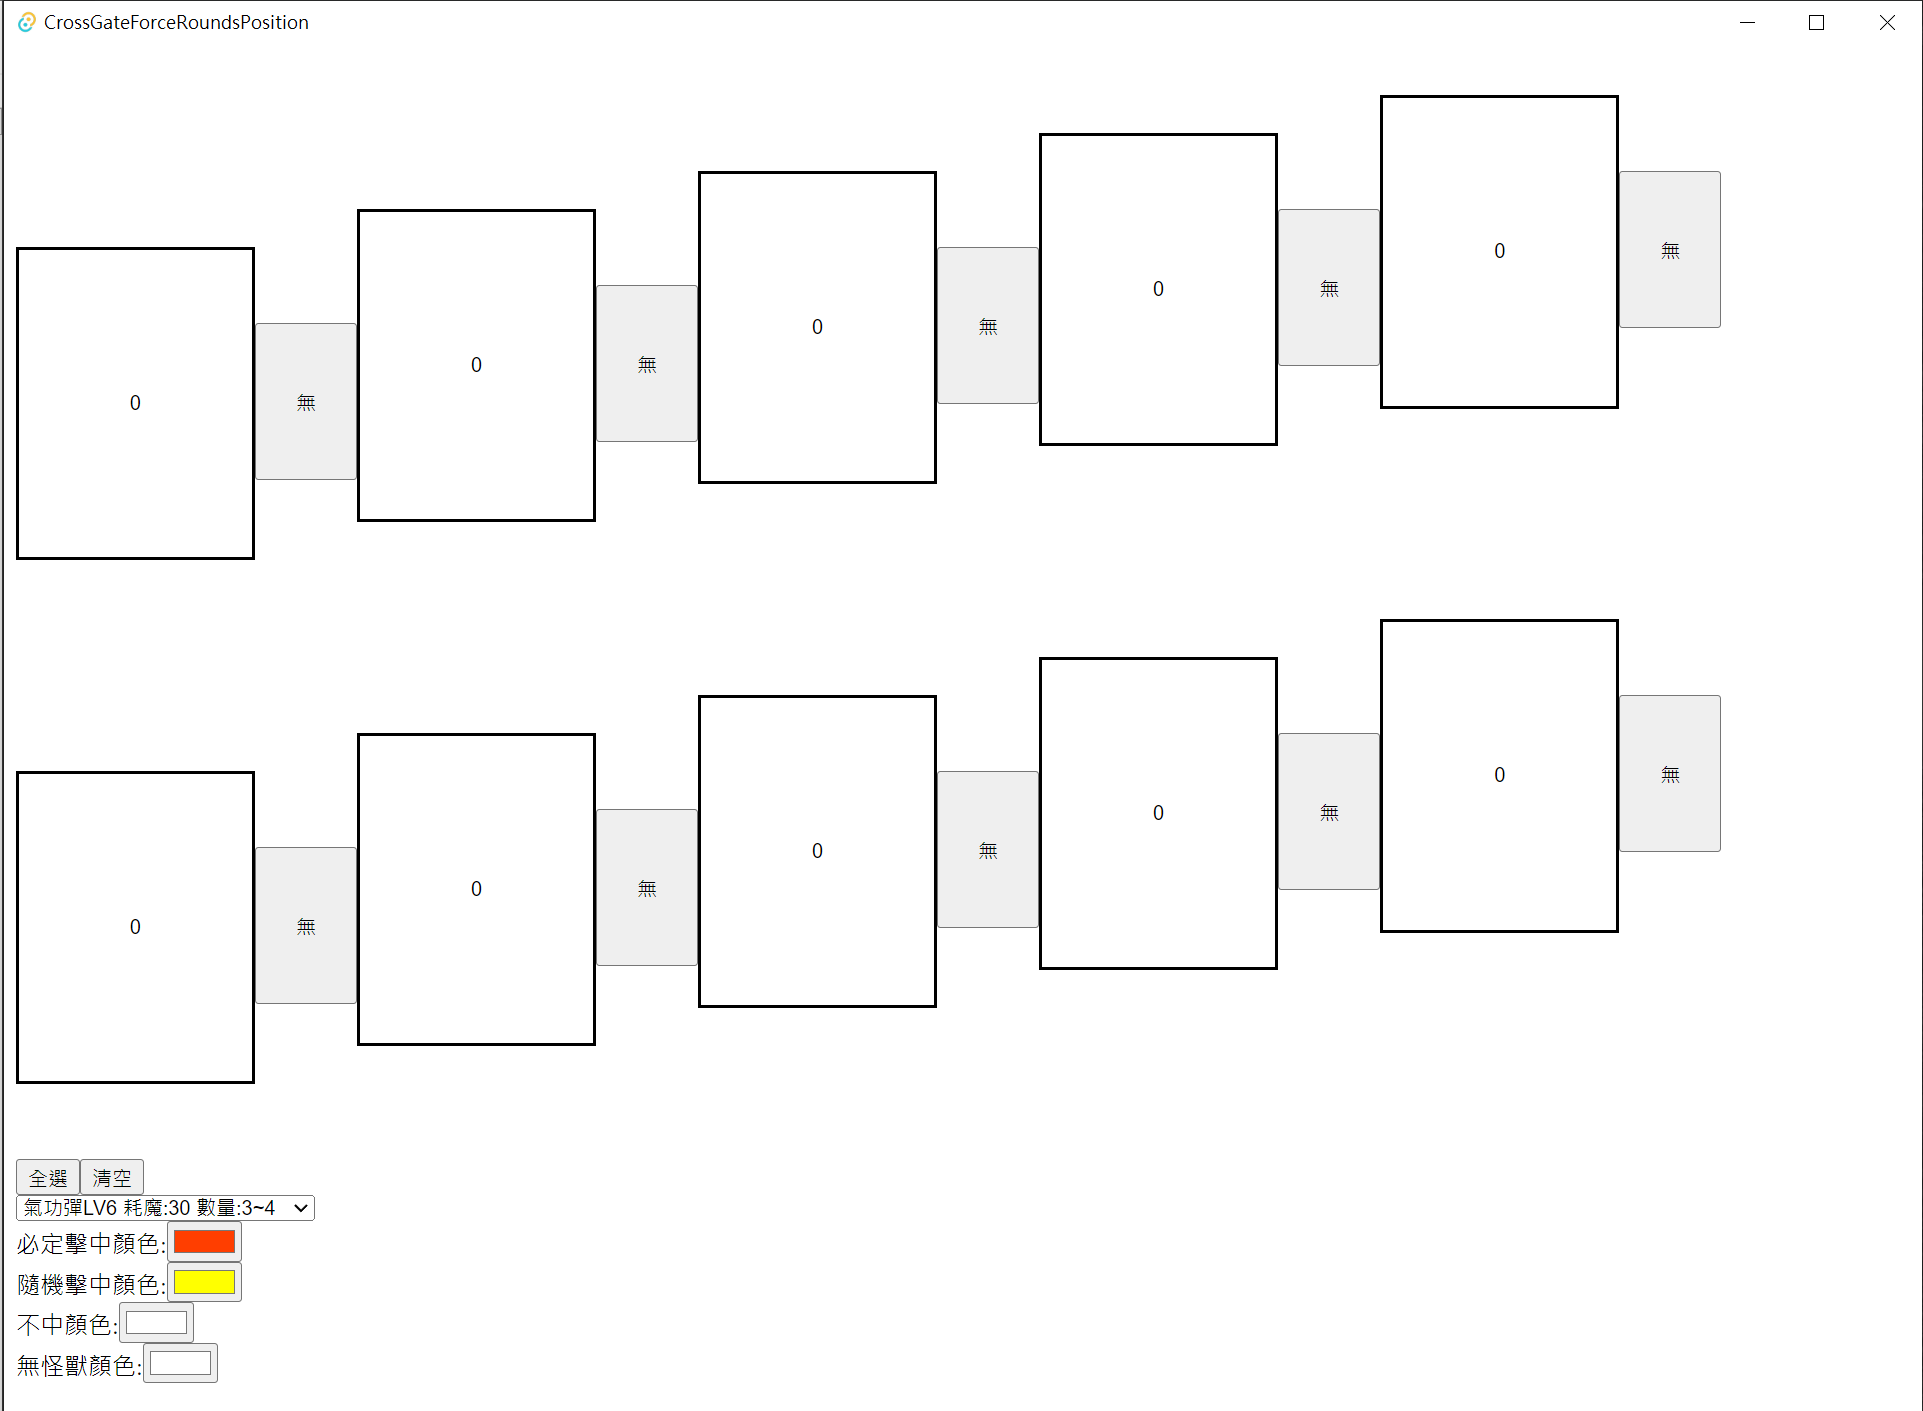 CrossGateForceRoundsPosition
0 無 0 無 0 無 0 無 0 無
0 無 0 無 0 無 0 無 0 無
全選 清空
氣功彈LV6 耗魔:30 數量:3~4
必定擊中顏色:
隨機擊中顏色:
不中顏色:
無怪獸顏色: